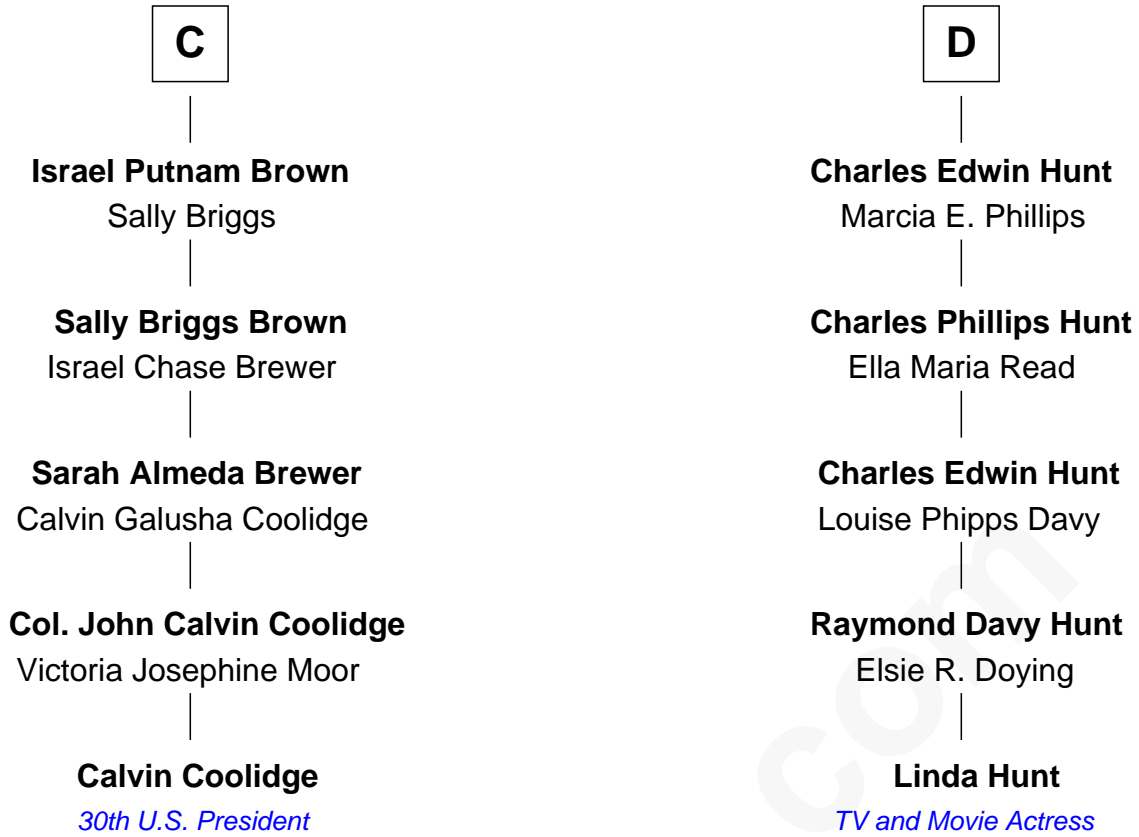 C
Israel Putnam Brown
Sally Briggs
Sally Briggs Brown
Israel Chase Brewer
Sarah Almeda Brewer
Calvin Galusha Coolidge
Col. John Calvin Coolidge
Victoria Josephine Moor
Calvin Coolidge
30th U.S. President
D
Charles Edwin Hunt
Marcia E. Phillips
Charles Phillips Hunt
Ella Maria Read
Charles Edwin Hunt
Louise Phipps Davy
Raymond Davy Hunt
Elsie R. Doying
Linda Hunt
TV and Movie Actress
com